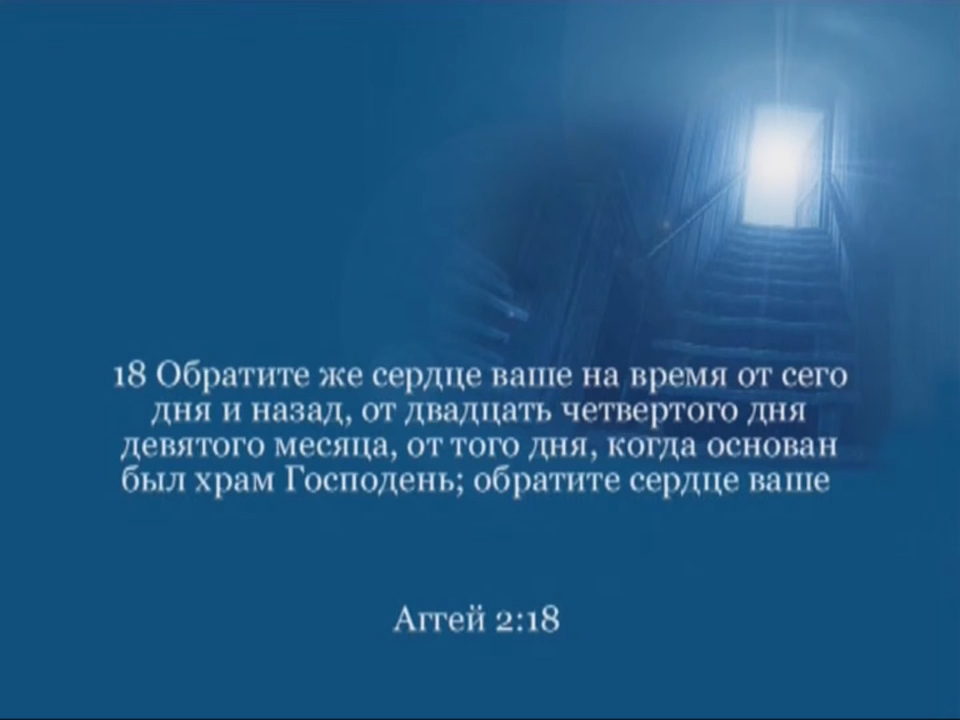 18 Обратите же сердце ваше на время от сего
дня и назад, от двадцать четвертого дня
девятого месяца, от того дня, когда основан
был храм Господень; обратите сердце ваше
Аггей 2:18